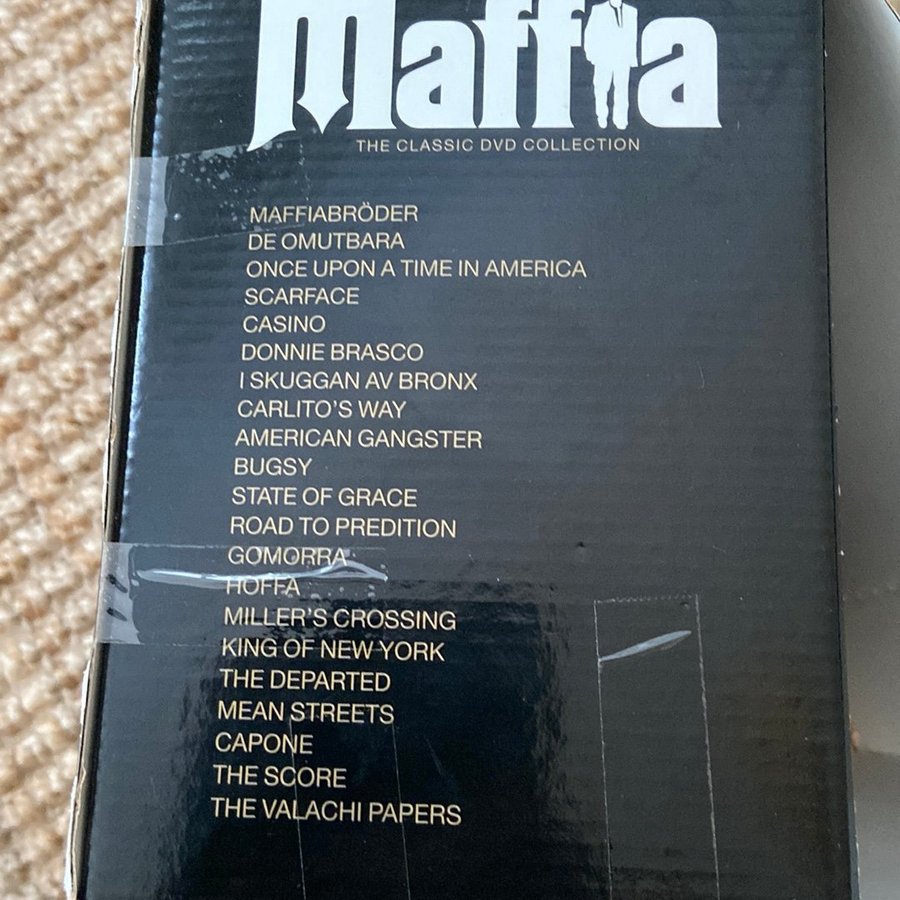 Maffia
THE CLASSIC DVD COLLECTION
MAFFIABRÖDER
DE OMUTBARA
ONCE UPON A TIME IN AMERICA
SCARFACE
CASINO
DONNIE BRASCO
I SKUGGAN AV BRONX
CARLITO'S WAY
AMERICAN GANGSTER
BUGSY
STATE OF GRACE
ROAD TO PREDITION
GOMORRA
HOFFA
MILLER'S CROSSING
KING OF NEW YORK
THE DEPARTED
MEAN STREETS
CAPONE
THE SCORE
THE VALACHI PAPERS